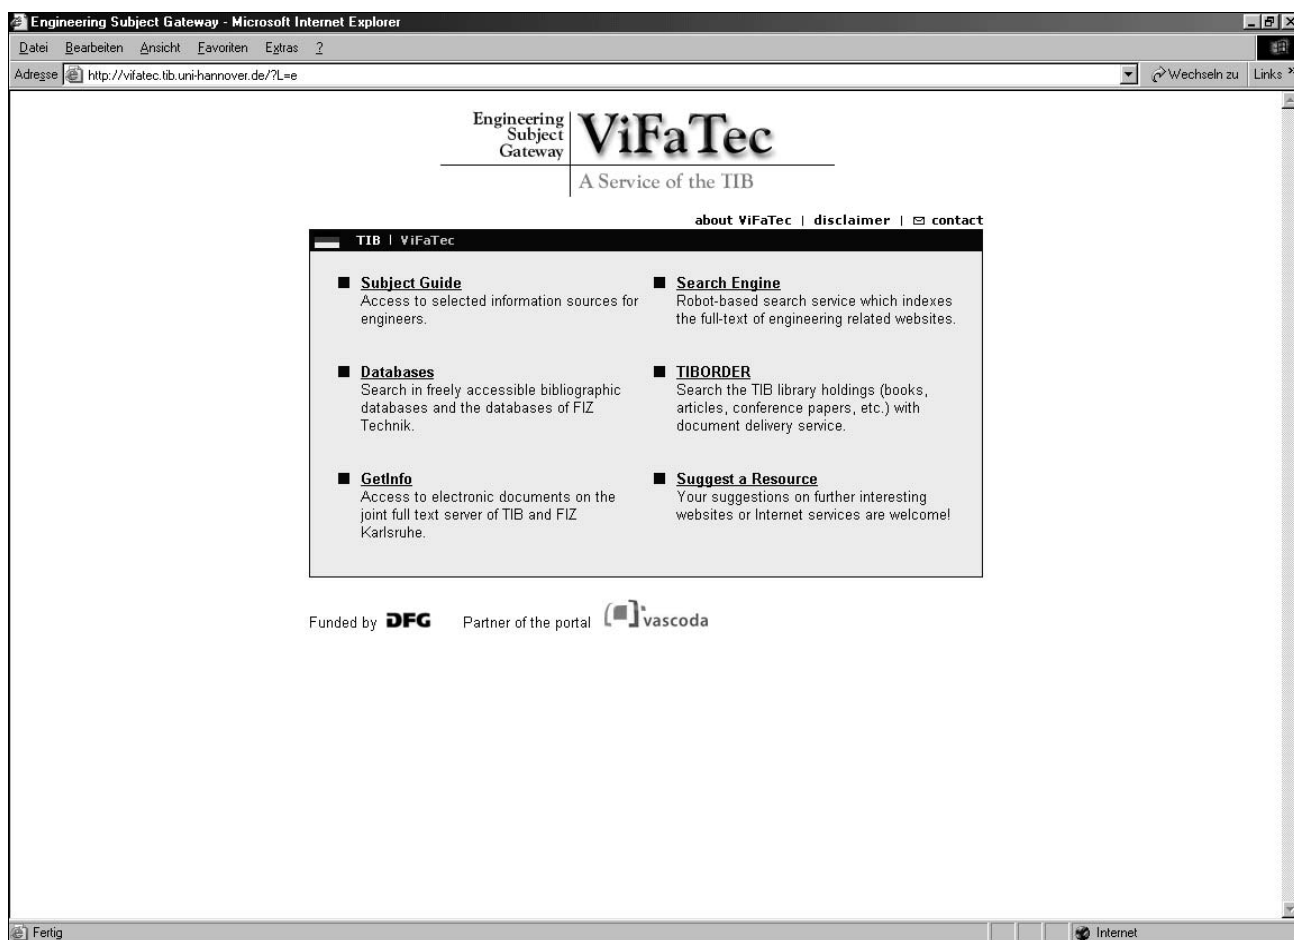 Engineering Subject Gateway - Microsoft Internet Explorer
Datei Bearbeiten Ansicht Favoriten Extras ?
Adresse http://vifatec.tib.uni-hannover.de/?L=e Wechseln zu Links »
Engineering
Subject
Gateway
ViFaTec
A Service of the TIB
about ViFaTec | disclaimer | contact
TIB | ViFaTec
Subject Guide
Access to selected information sources for
engineers.
Search Engine
Robot-based search service which indexes
the full-text of engineering related websites.
Databases
Search in freely accessible bibliographic
databases and the databases of FIZ
Technik.
TIBORDER
Search the TIB library holdings (books,
articles, conference papers, etc.) with
document delivery service.
GetInfo
Access to electronic documents on the
joint full text server of TIB and FIZ
Karlsruhe.
Suggest a Resource
Your suggestions on further interesting
websites or Internet services are welcome!
Funded by DFG Partner of the portal vascoda
Fertig Internet